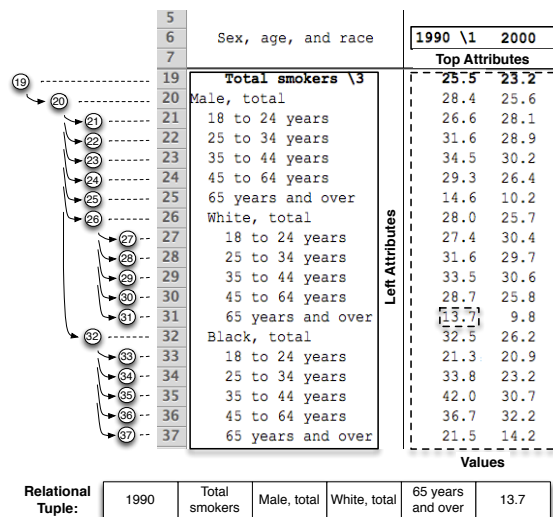 5
6 Sex, age, and race 1990 \1 2000
7 Top Attributes
19 19 Total smokers \3 25.5 23.2
20 20 Male, total 28.4 25.6
21 21 18 to 24 years 26.6 28.1
22 22 25 to 34 years 31.6 28.9
23 23 35 to 44 years 34.5 30.2
24 24 45 to 64 years 29.3 26.4
25 25 65 years and over 14.6 10.2
26 26 White, total 28.0 25.7
27 27 18 to 24 years 27.4 30.4
28 28 25 to 34 years 31.6 29.7
29 29 35 to 44 years 33.5 30.6
30 30 45 to 64 years 28.7 25.8
31 31 65 years and over 13.7 9.8
32 32 Black, total 32.5 26.2
33 33 18 to 24 years 21.3 20.9
34 34 25 to 34 years 33.8 23.2
35 35 35 to 44 years 42.0 30.7
36 36 45 to 64 years 36.7 32.2
37 37 65 years and over 21.5 14.2
Left Attributes
Values
Relational Tuple: 1990 Total smokers Male, total White, total 65 years and over 13.7